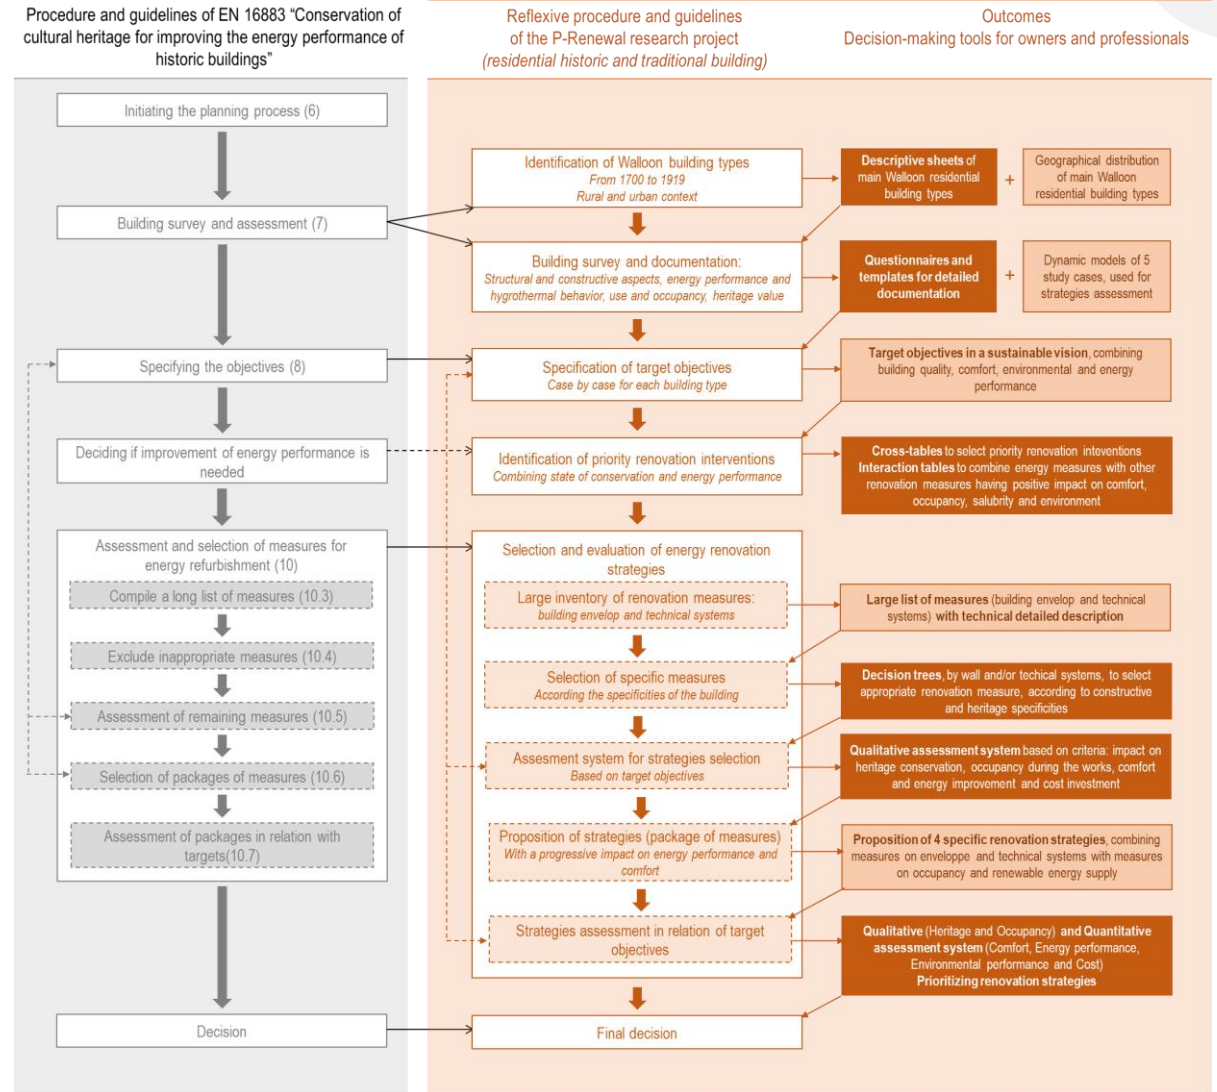 Procedure and guidelines of EN 16883 “Conservation of
cultural heritage for improving the energy performance of
historic buildings”
Initiating the planning process (6)
Building survey and assessment (7)
Specifying the objectives (8)
Deciding if improvement of energy performance is
needed
Assessment and selection of measures for
energy refurbishment (10)
Compile a long list of measures (10.3)
Exclude inappropriate measures (10.4)
Assessment of remaining measures (10.5)
Selection of packages of measures (10.6)
Assessment of packages in relation with
targets(10.7)
Decision
Reflexive procedure and guidelines
of the P-Renewal research project
(residential historic and traditional building)
Identification of Walloon building types
From 1700 to 1919
Rural and urban context
Building survey and documentation:
Structural and constructive aspects, energy performance and
hygrothermal behavior, use and occupancy, heritage value
Specification of target objectives
Case by case for each building type
Identification of priority renovation interventions
Combining state of conservation and energy performance
Selection and evaluation of energy renovation
strategies
Large inventory of renovation measures:
building envelop and technical systems
Selection of specific measures
According the specificities of the building
Assesment system for strategies selection
Based on target objectives
Proposition of strategies (package of measures)
With a progressive impact on energy performance and
comfort
Strategies assessment in relation of target
objectives
Final decision
Outcomes
Decision-making tools for owners and professionals
Descriptive sheets of
main Walloon residential
building types
+
Geographical distribution
of main Walloon
residential building types
Questionnaires and
templates for detailed
documentation
+
Dynamic models of 5
study cases, used for
strategies assessment
Target objectives in a sustainable vision, combining
building quality, comfort, environmental and energy
performance
Cross-tables to select priority renovation inteventions
Interaction tables to combine energy measures with other
renovation measures having positive impact on comfort,
occupancy, salubrity and environment
Large list of measures (building envelop and technical
systems) with technical detailed description
Decision trees, by wall and/or techical systems, to select
appropriate renovation measure, according to constructive
and heritage specificities
Qualitative assessment system based on criteria: impact on
heritage conservation, occupancy during the works, comfort
and energy improvement and cost investment
Proposition of 4 specific renovation strategies, combining
measures on enveloppe and technical systems with measures
on occupancy and renewable energy supply
Qualitative (Heritage and Occupancy) and Quantitative
assessment system (Comfort, Energy performance,
Environmental performance and Cost)
Prioritizing renovation strategies